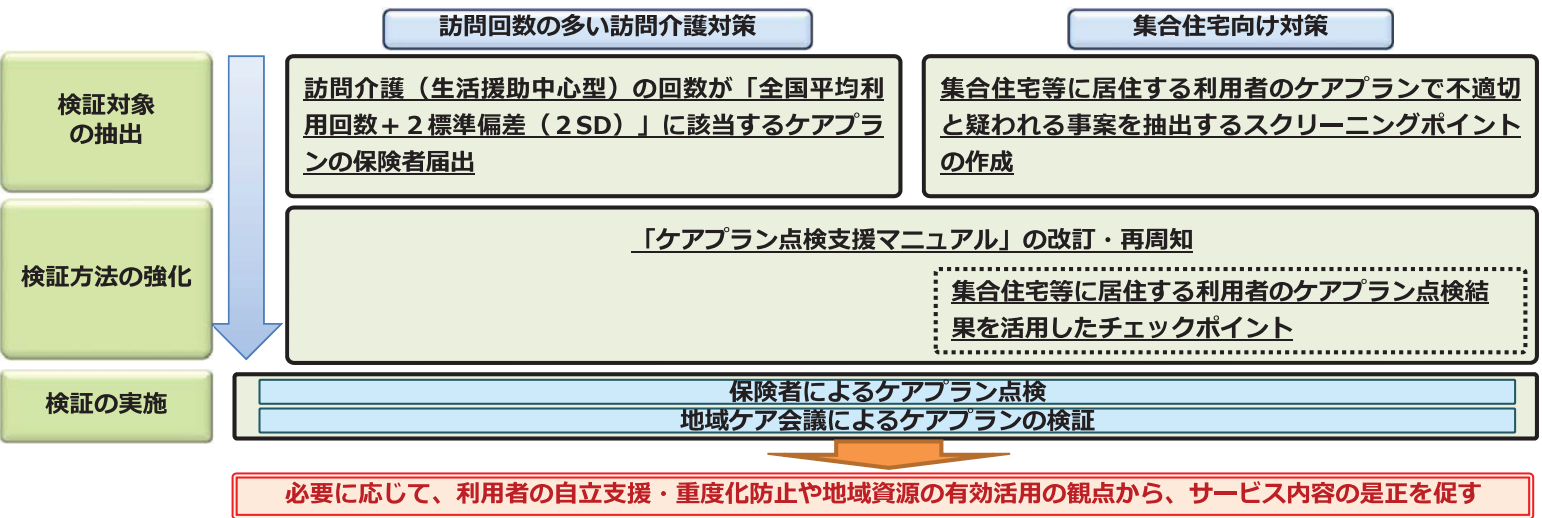 訪問回数の多い訪問介護対策
集合住宅向け対策
検証対象
の抽出
訪問介護（生活援助中心型）の回数が「全国平均利
用回数＋２標準偏差（２SD）」に該当するケアプラ
ンの保険者届出
集合住宅等に居住する利用者のケアプランで不適切
と疑われる事案を抽出するスクリーニングポイント
の作成
検証方法の強化
「ケアプラン点検支援マニュアル」の改訂・再周知
集合住宅等に居住する利用者のケアプラン点検結
果を活用したチェックポイント
検証の実施
保険者によるケアプラン点検
地域ケア会議によるケアプランの検証
必要に応じて、利用者の自立支援・重度化防止や地域資源の有効活用の観点から、サービス内容の是正を促す